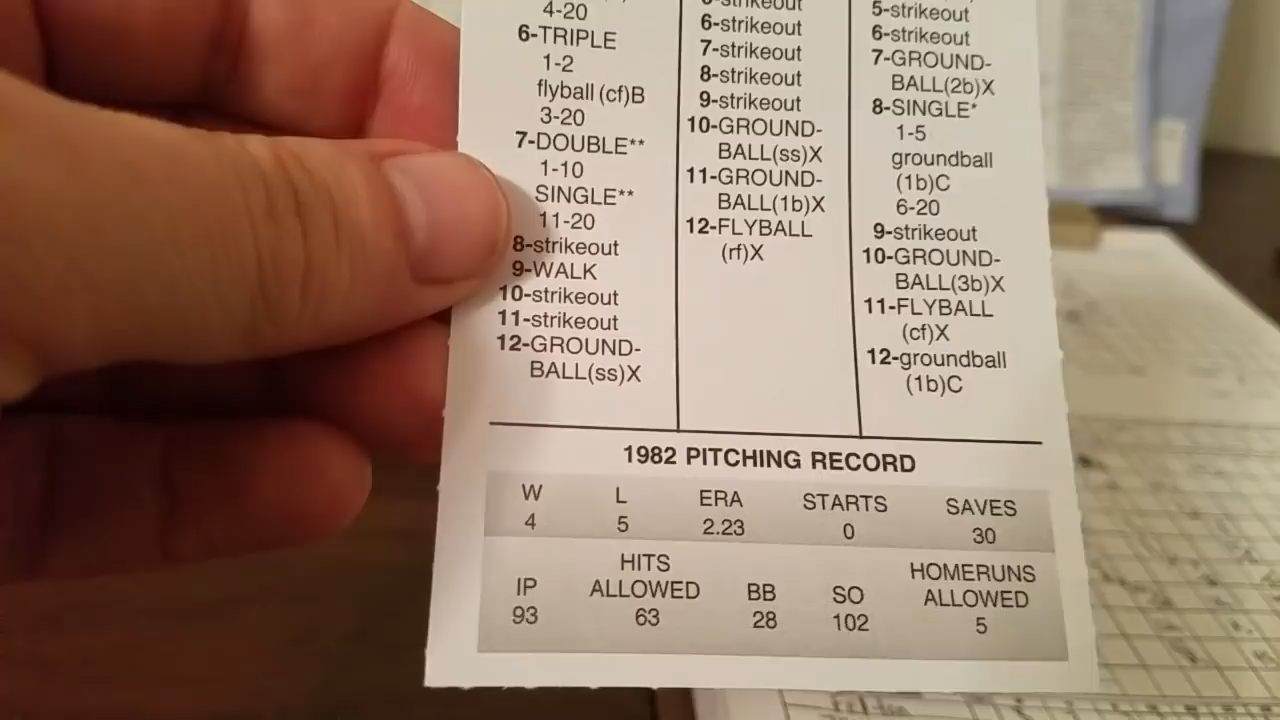 4-20
6-TRIPLE
1-2
flyball (cf)B
3-20
7-DOUBLE**
1-10
SINGLE**
11-20
8-strikeout
9-WALK
10-strikeout
11-strikeout
12-GROUND-
BALL(ss)X
6-strikeout
7-strikeout
8-strikeout
9-strikeout
10-GROUND-
BALL(ss)X
11-GROUND-
BALL(1b)X
12-FLYBALL
(rf)X
5-strikeout
6-strikeout
7-GROUND-
BALL(2b)X
8-SINGLE*
1-5
groundball
(1b)C
6-20
9-strikeout
10-GROUND-
BALL(3b)X
11-FLYBALL
(cf)X
12-groundball
(1b)C
1982 PITCHING RECORD
W L ERA STARTS SAVES
4 5 2.23 0 30
IP HITS ALLOWED BB SO HOMERUNS ALLOWED
93 63 28 102 5